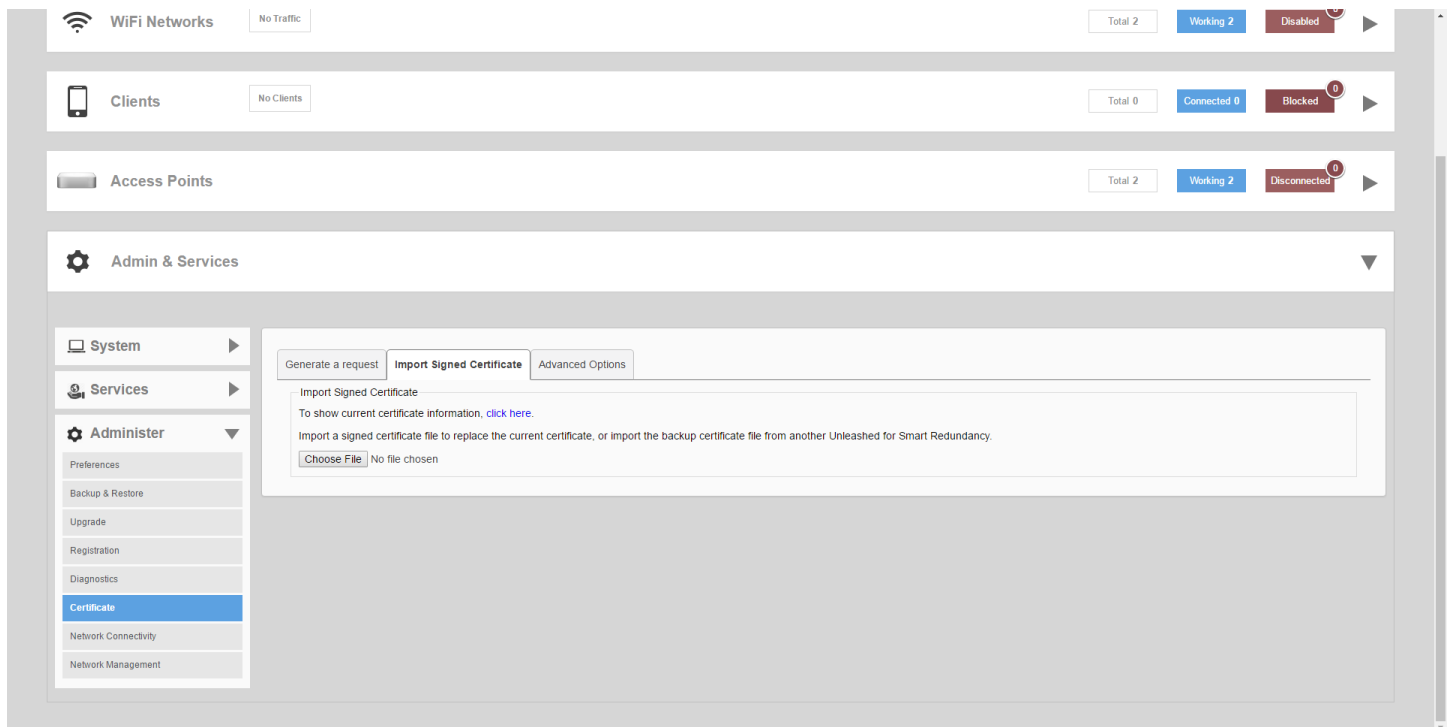 WiFi Networks
No Traffic
Total 2
Working 2
Disabled
Clients
No Clients
Total 0
Connected 0
Blocked
0
Access Points
Total 2
Working 2
Disconnected
0
Admin & Services
System
Services
Administer
Preferences
Backup & Restore
Upgrade
Registration
Diagnostics
Certificate
Network Connectivity
Network Management
Generate a request
Import Signed Certificate
Advanced Options
Import Signed Certificate
To show current certificate information, click here.
Import a signed certificate file to replace the current certificate, or import the backup certificate file from another Unleashed for Smart Redundancy.
Choose File No file chosen